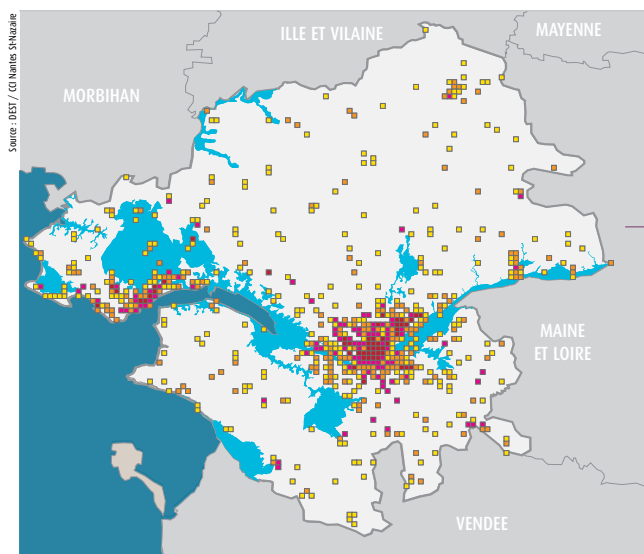 ILLE ET VILAINE
MAYENNE
MORBIHAN
Source : DEST / CCI Nantes St-Nazaire
MAINE
ET LOIRE
VENDEE